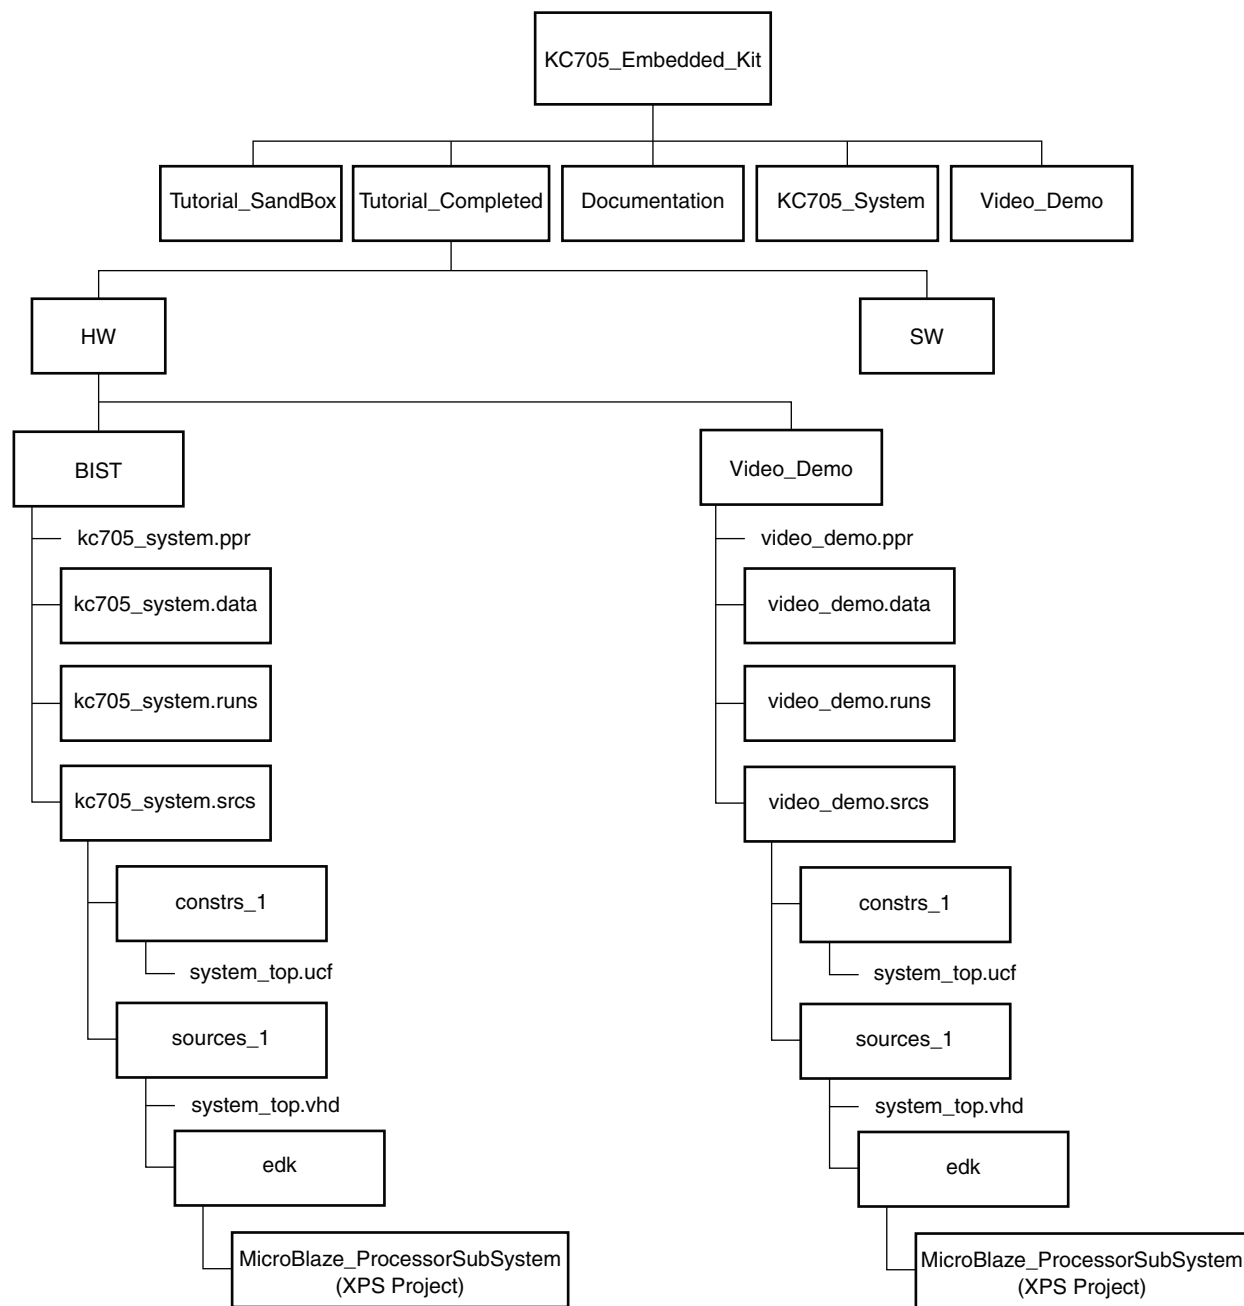 KC705_Embedded_Kit
Tutorial_SandBox
Tutorial_Completed
Documentation
KC705_System
Video_Demo
HW
SW
BIST
Video_Demo
kc705_system.ppr
kc705_system.data
kc705_system.runs
kc705_system.srcs
constrs_1
system_top.ucf
sources_1
system_top.vhd
edk
MicroBlaze_ProcessorSubSystem
(XPS Project)
video_demo.ppr
video_demo.data
video_demo.runs
video_demo.srcs
constrs_1
system_top.ucf
sources_1
system_top.vhd
edk
MicroBlaze_ProcessorSubSystem
(XPS Project)